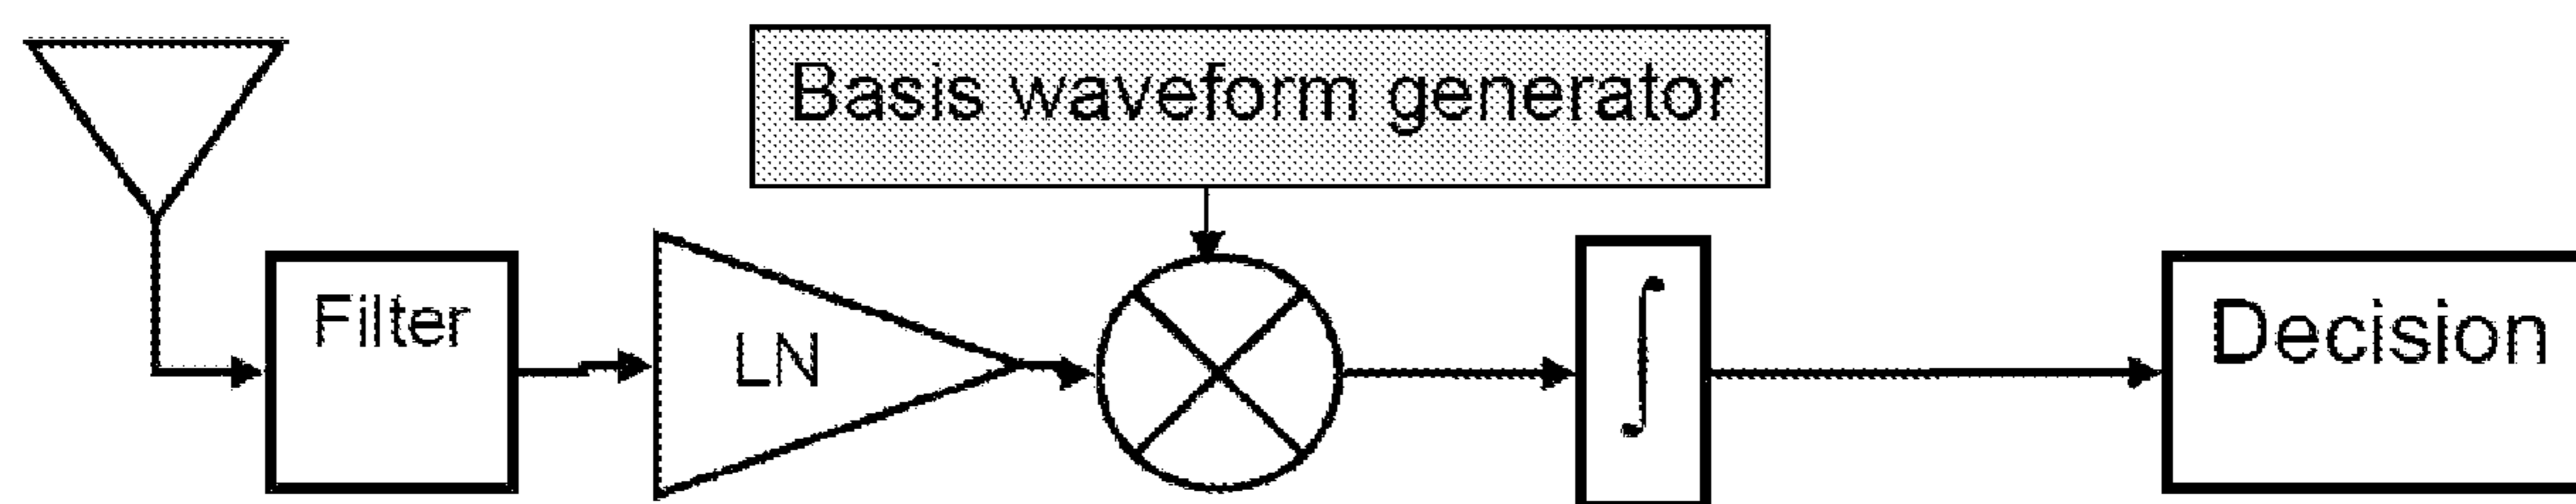 Basis waveform generator
Filter
LN
∫
Decision